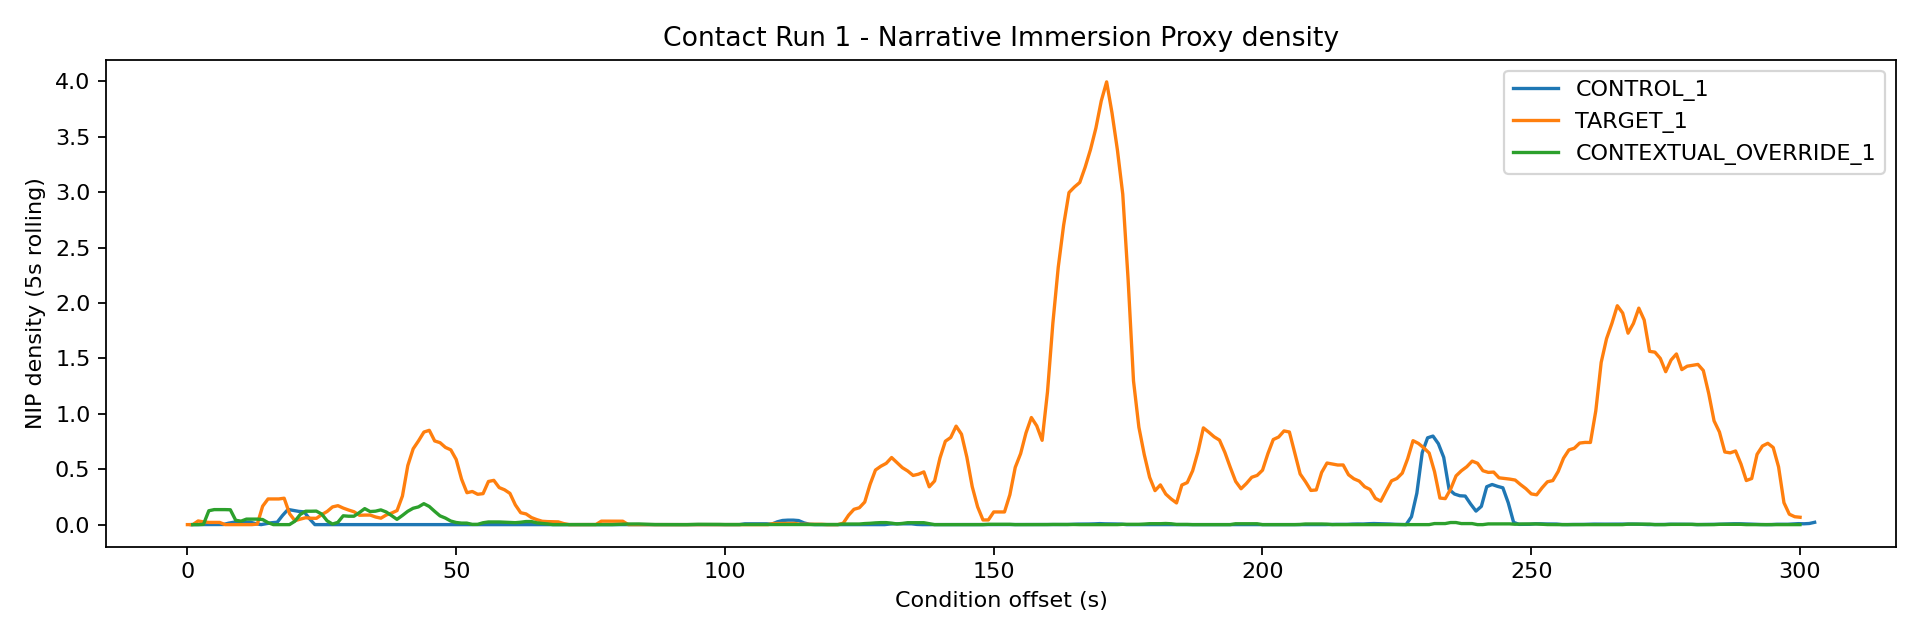 Contact Run 1 - Narrative Immersion Proxy density
NIP density (5s rolling)
4.0
3.5
3.0
2.5
2.0
1.5
1.0
0.5
0.0
CONTROL_1
TARGET_1
CONTEXTUAL_OVERRIDE_1
0 50 100 150 200 250 300
Condition offset (s)